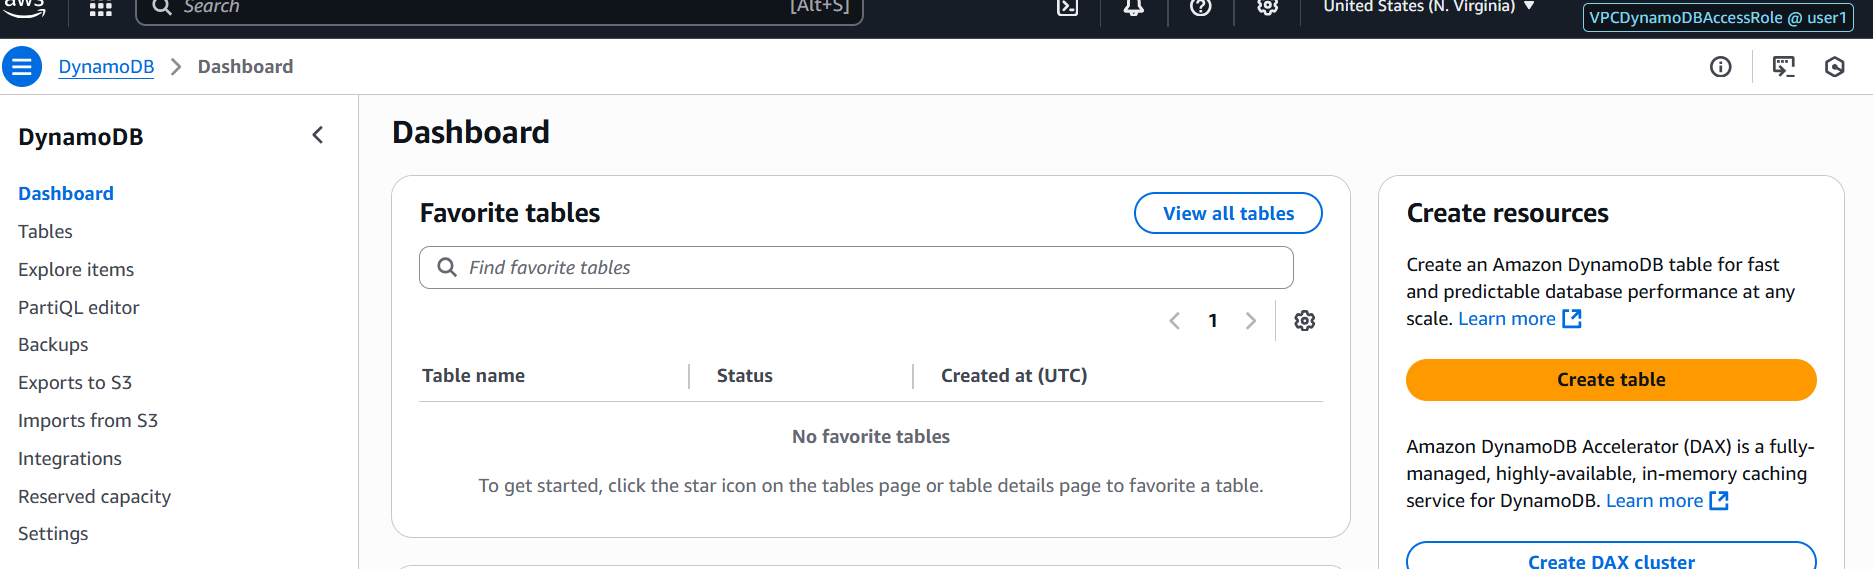 aws
Search
[Alt+S]
United States (N. Virginia)
VPCDynamoDBAccessRole @ user1
DynamoDB
Dashboard
DynamoDB
Dashboard
Tables
Explore items
PartiQL editor
Backups
Exports to S3
Imports from S3
Integrations
Reserved capacity
Settings
Dashboard
Favorite tables
View all tables
Find favorite tables
1
Table name
Status
Created at (UTC)
No favorite tables
To get started, click the star icon on the tables page or table details page to favorite a table.
Create resources
Create an Amazon DynamoDB table for fast
and predictable database performance at any
scale. Learn more
Create table
Amazon DynamoDB Accelerator (DAX) is a fully-
managed, highly-available, in-memory caching
service for DynamoDB. Learn more
Create DAX cluster